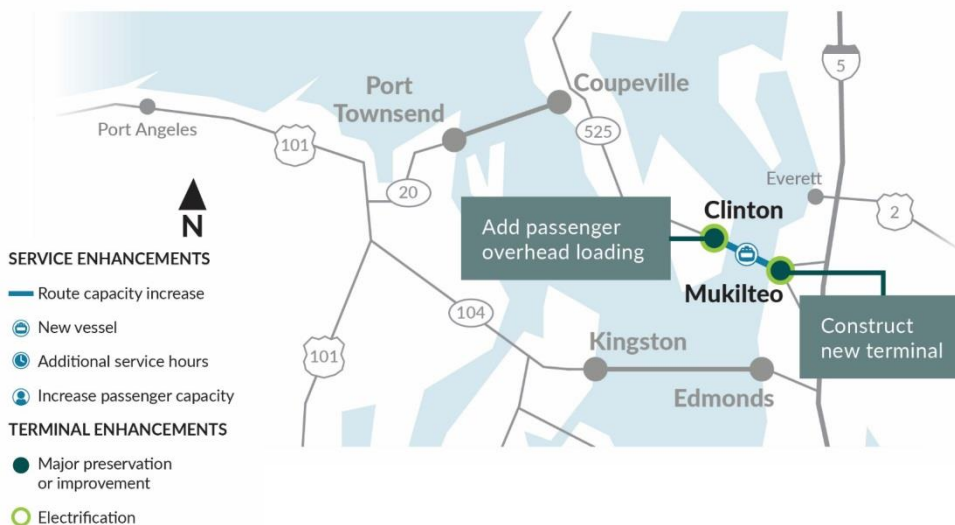 Port
Townsend
Coupeville
5
Port Angeles
101
525
20
Everett
2
N
Add passenger
overhead loading
Clinton
Mukilteo
SERVICE ENHANCEMENTS
Route capacity increase
New vessel
Additional service hours
Increase passenger capacity
104
101
Kingston
Edmonds
Construct
new terminal
TERMINAL ENHANCEMENTS
Major preservation
or improvement
Electrification